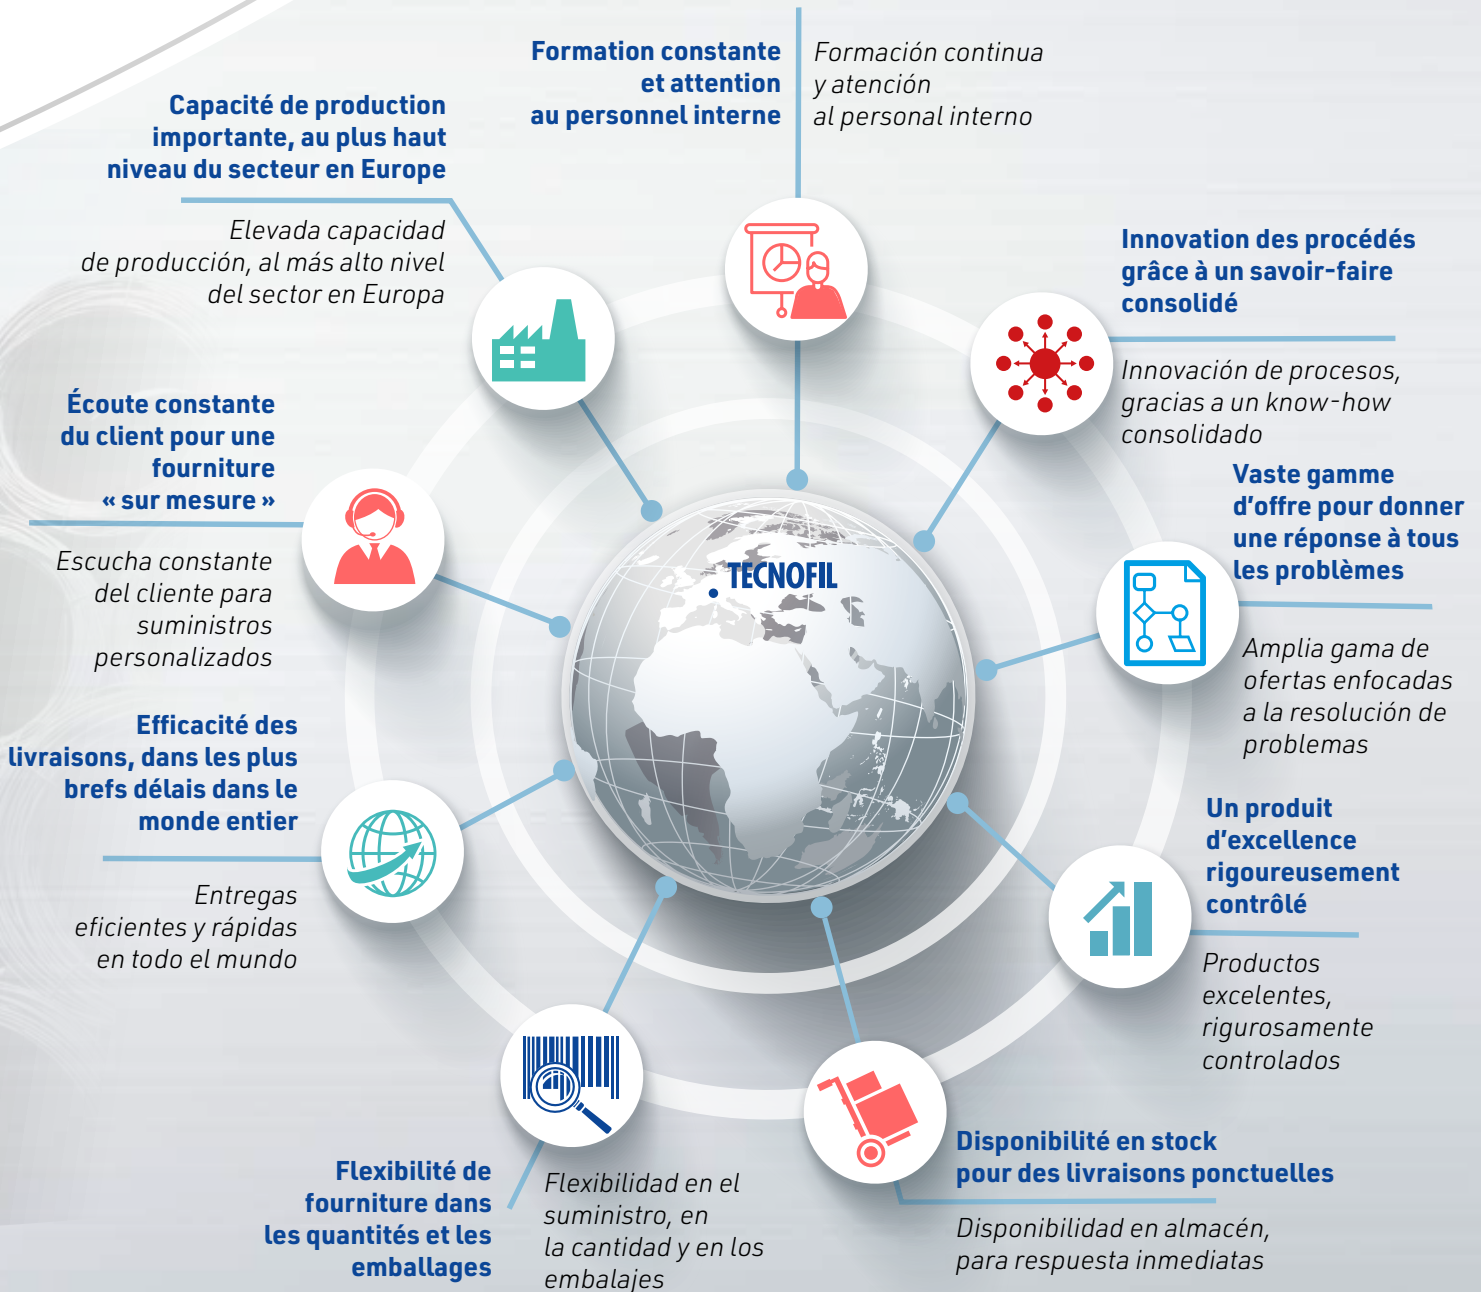 Formation constante
et attention
au personnel interne
Formación continua
y atención
al personal interno
Capacité de production
importante, au plus haut
niveau du secteur en Europe
Elevada capacidad
de producción, al más alto nivel
del sector en Europa
Innovation des procédés
grâce à un savoir-faire
consolidé
Innovación de procesos,
gracias a un know-how
consolidado
Écoute constante
du client pour une
fourniture
« sur mesure »
Escucha constante
del cliente para
suministros
personalizados
Vaste gamme
d'offre pour donner
une réponse à tous
les problèmes
Amplia gama de
ofertas enfocadas
a la resolución de
problemas
TECNOFIL
Efficacité des
livraisons, dans les plus
brefs délais dans le
monde entier
Entregas
eficientes y rápidas
en todo el mundo
Un produit
d'excellence
rigoureusement
contrôlé
Productos
excelentes,
rigurosamente
controlados
Flexibilité de
fourniture dans
les quantités et les
emballages
Flexibilidad en el
suministro, en
la cantidad y en los
embalajes
Disponibilité en stock
pour des livraisons ponctuelles
Disponibilidad en almacén,
para respuesta inmediatas